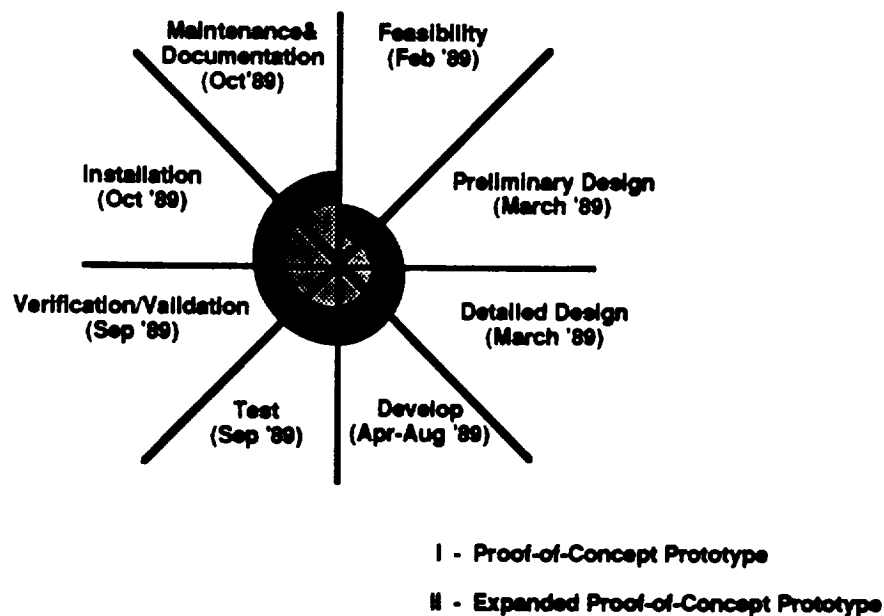 Maintenance&
Documentation
(Oct'89)
Feasibility
(Feb '89)
Preliminary Design
(March '89)
Detailed Design
(March '89)
Develop
(Apr-Aug '89)
Test
(Sep '89)
Verification/Validation
(Sep '89)
Installation
(Oct '89)
I - Proof-of-Concept Prototype
II - Expanded Proof-of-Concept Prototype